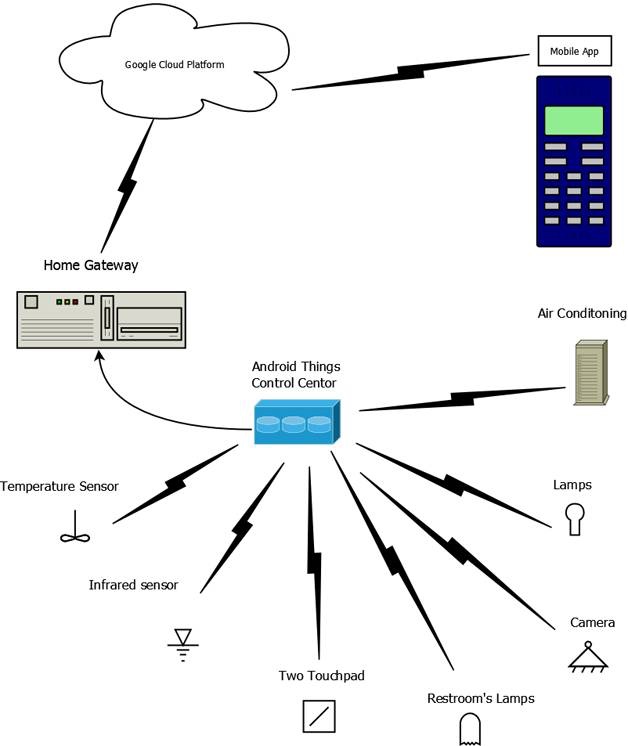 Google Cloud Platform
Mobile App
Home Gateway
Air Conditoning
Android Things
Control Centor
Temperature Sensor
Lamps
Infrared sensor
Camera
Two Touchpad
Restroom's Lamps